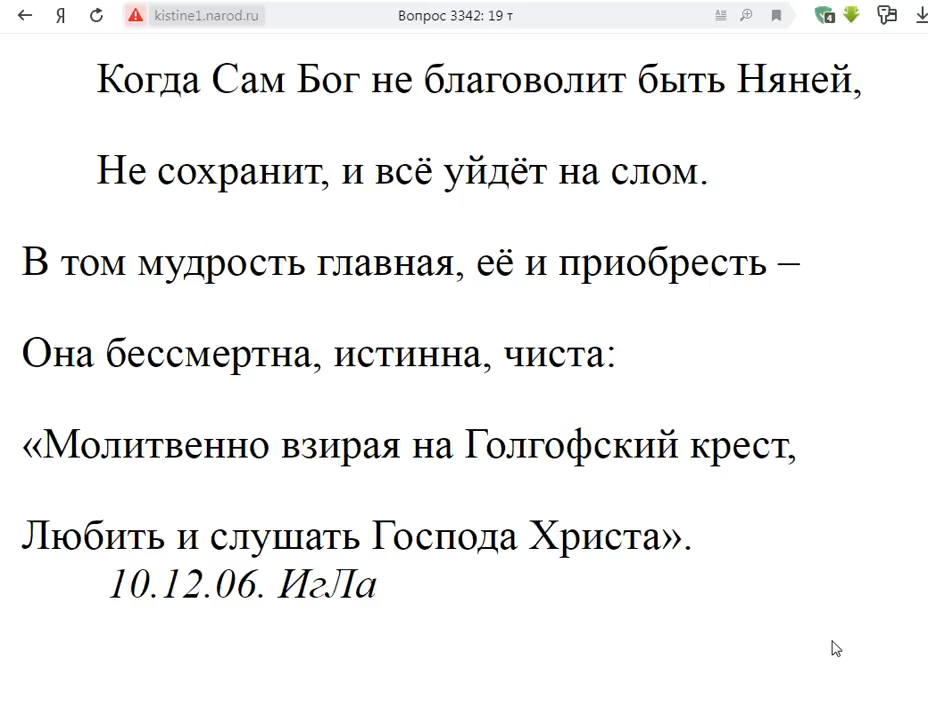 kistine1.narod.ru
Вопрос 3342: 19 т
4
Когда Сам Бог не благоволит быть Няней,
Не сохранит, и всё уйдёт на слом.
В том мудрость главная, её и приобресть –
Она бессмертна, истинна, чиста:
«Молитвенно взирая на Голгофский крест,
Любить и слушать Господа Христа».
10.12.06. ИгЛа